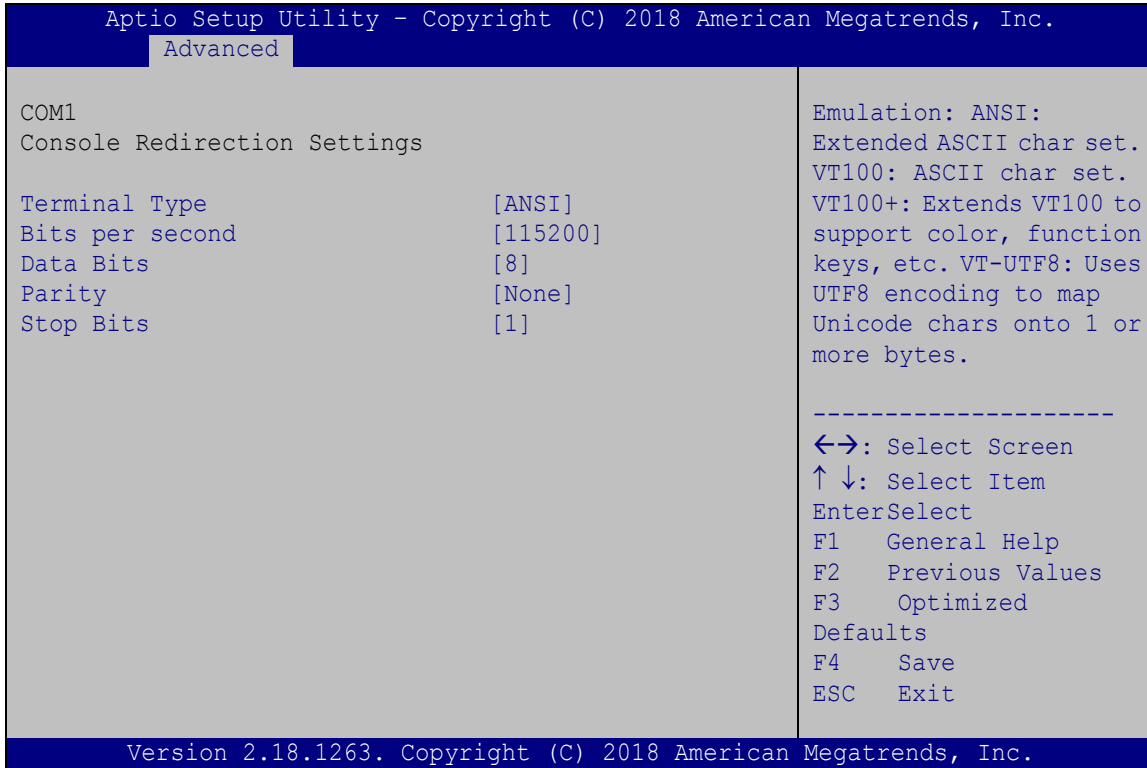 Aptio Setup Utility – Copyright (C) 2018 American Megatrends, Inc.
Advanced
COM1
Console Redirection Settings
Terminal Type [ANSI]
Bits per second [115200]
Data Bits [8]
Parity [None]
Stop Bits [1]
Emulation: ANSI:
Extended ASCII char set.
VT100: ASCII char set.
VT100+: Extends VT100 to
support color, function
keys, etc. VT-UTF8: Uses
UTF8 encoding to map
Unicode chars onto 1 or
more bytes.
---------------------
←→: Select Screen
↑ ↓: Select Item
EnterSelect
F1 General Help
F2 Previous Values
F3 Optimized
Defaults
F4 Save
ESC Exit
Version 2.18.1263. Copyright (C) 2018 American Megatrends, Inc.